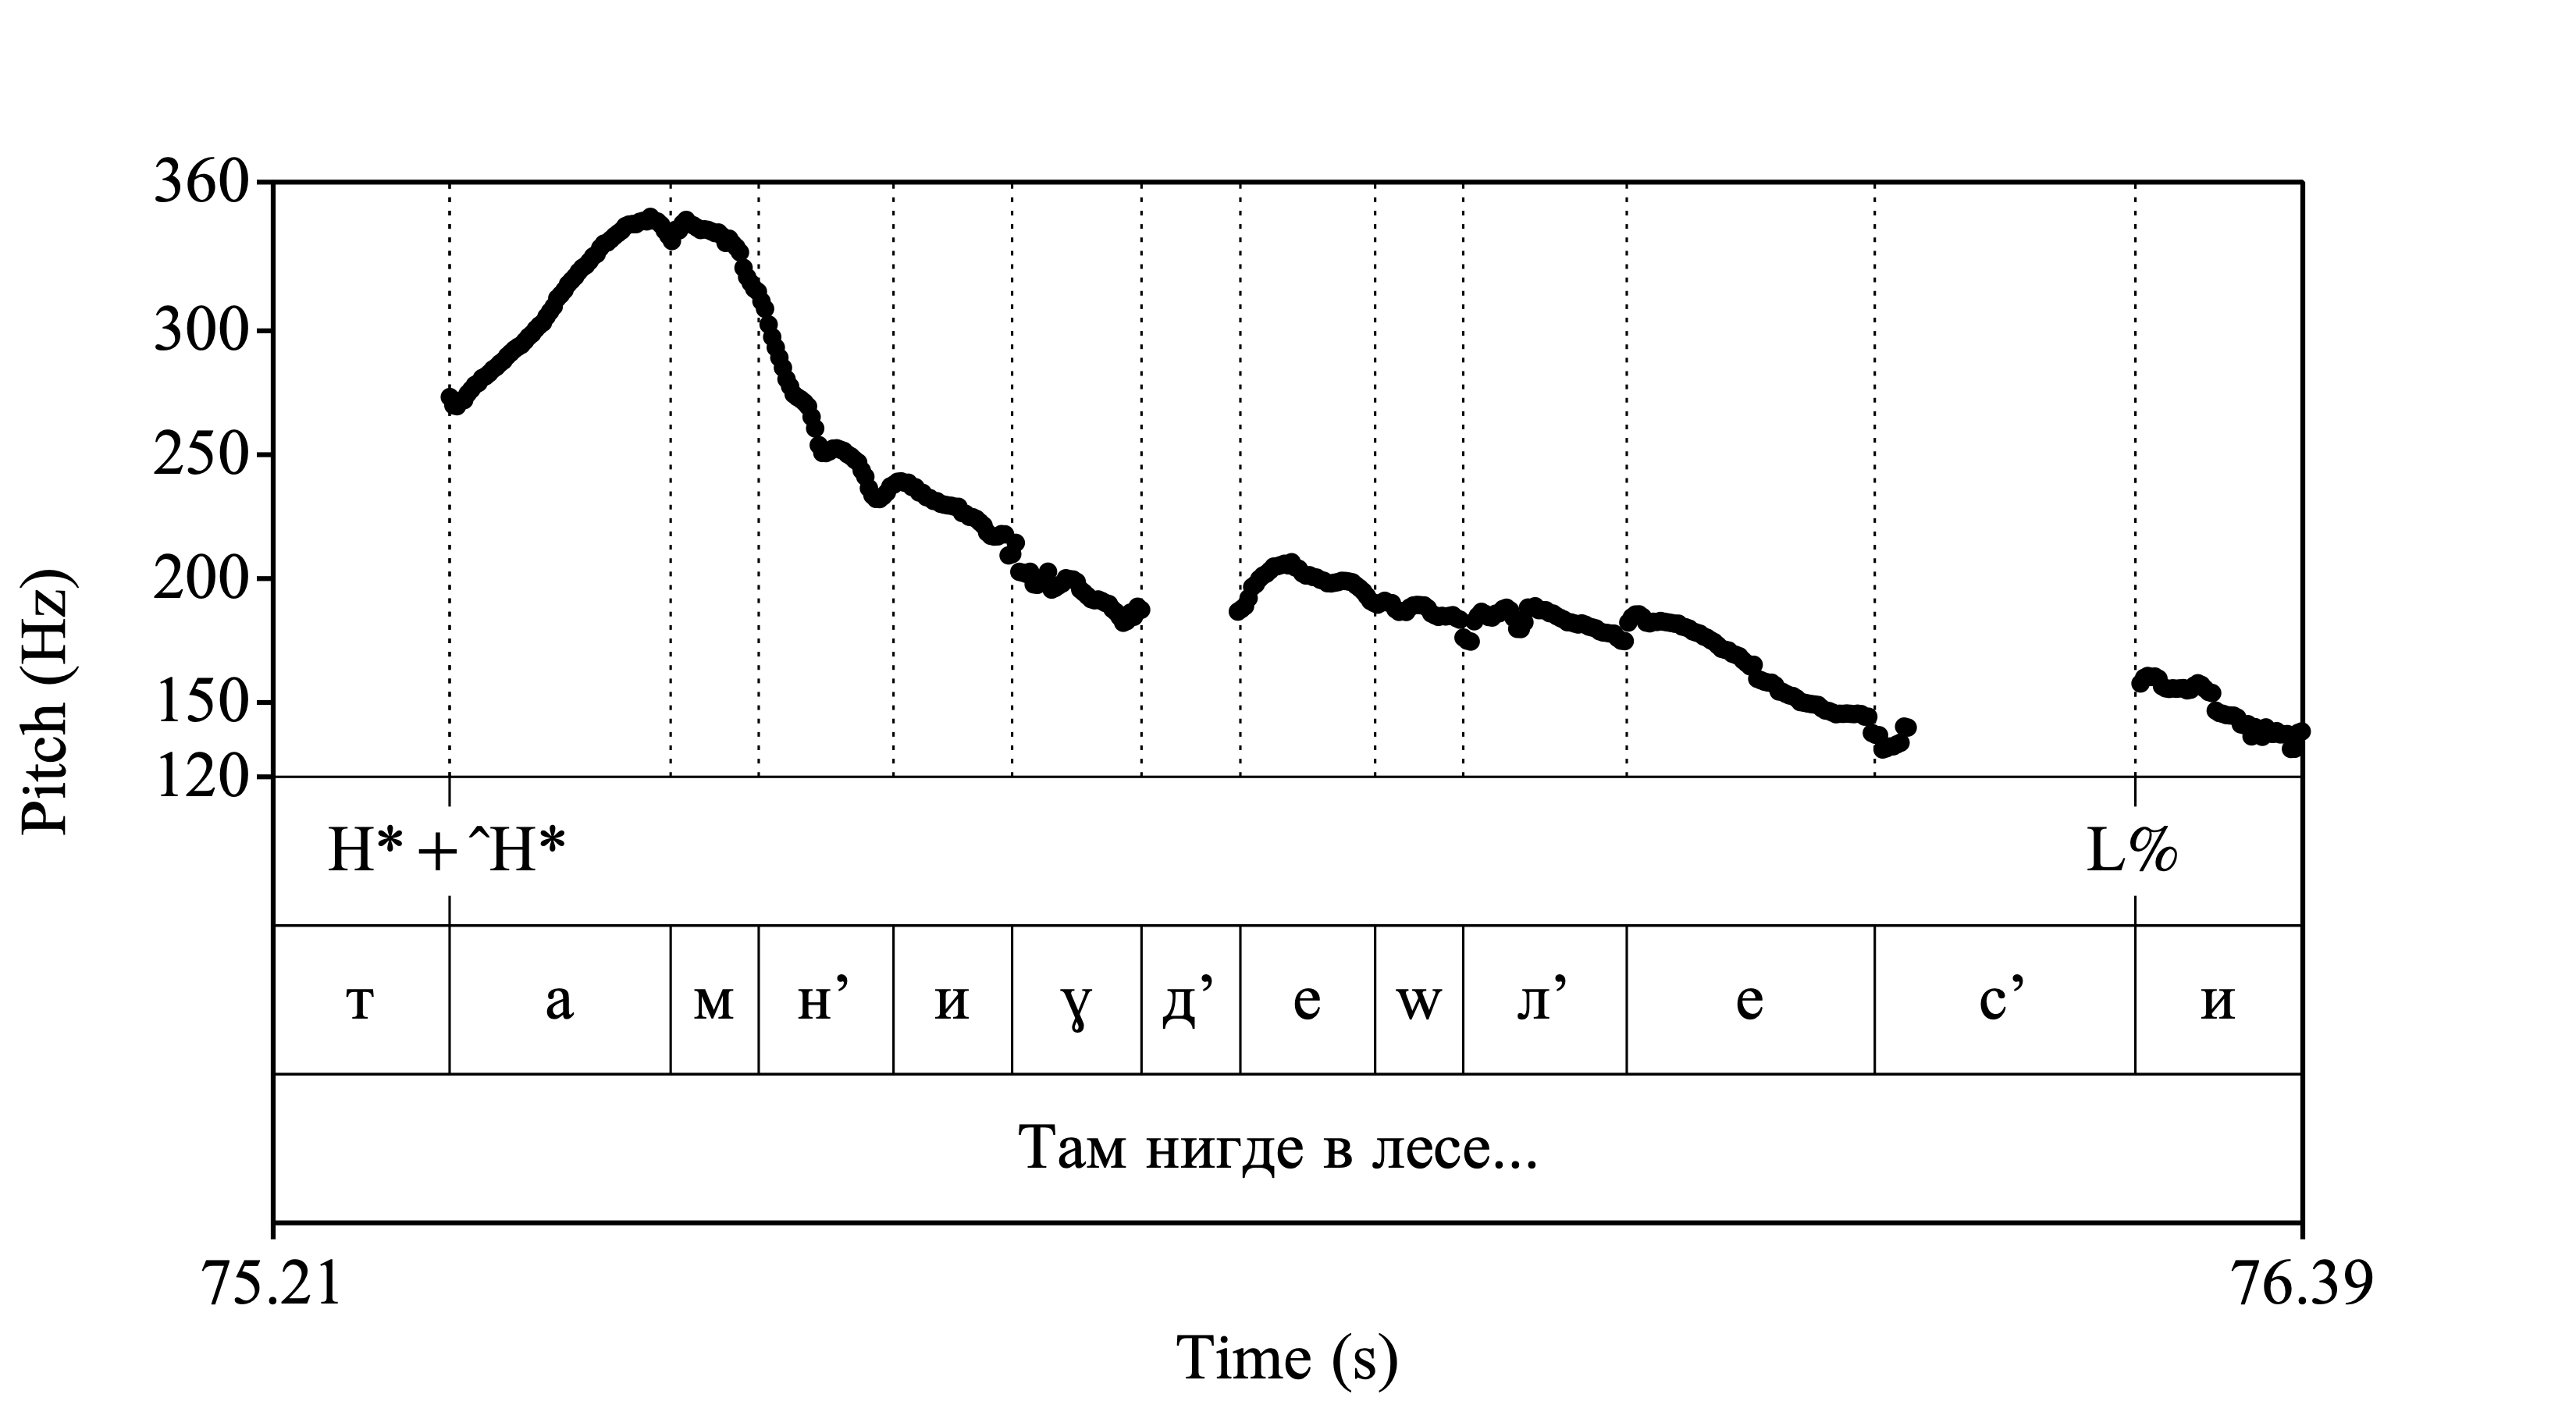 360
300
250
200
150
120
Pitch (Hz)
H* + ˆH* L%
т а м н’ и ɣ д’ е w л’ е с’ и
Там нигде в лесе...
75.21 76.39
Time (s)